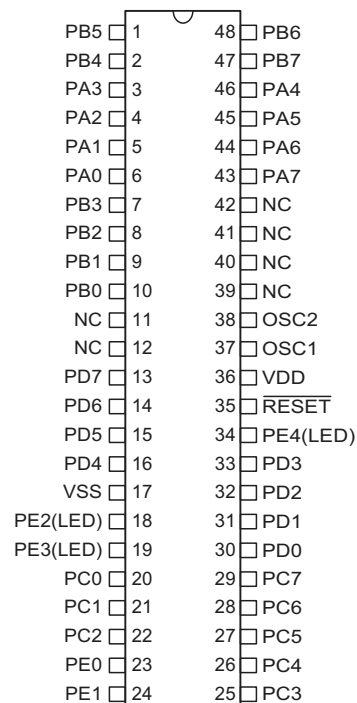 PB5 1 48 PB6
PB4 2 47 PB7
PA3 3 46 PA4
PA2 4 45 PA5
PA1 5 44 PA6
PA0 6 43 PA7
PB3 7 42 NC
PB2 8 41 NC
PB1 9 40 NC
PB0 10 39 NC
NC 11 38 OSC2
NC 12 37 OSC1
PD7 13 36 VDD
PD6 14 35 RESET
PD5 15 34 PE4(LED)
PD4 16 33 PD3
VSS 17 32 PD2
PE2(LED) 18 31 PD1
PE3(LED) 19 30 PD0
PC0 20 29 PC7
PC1 21 28 PC6
PC2 22 27 PC5
PE0 23 26 PC4
PE1 24 25 PC3